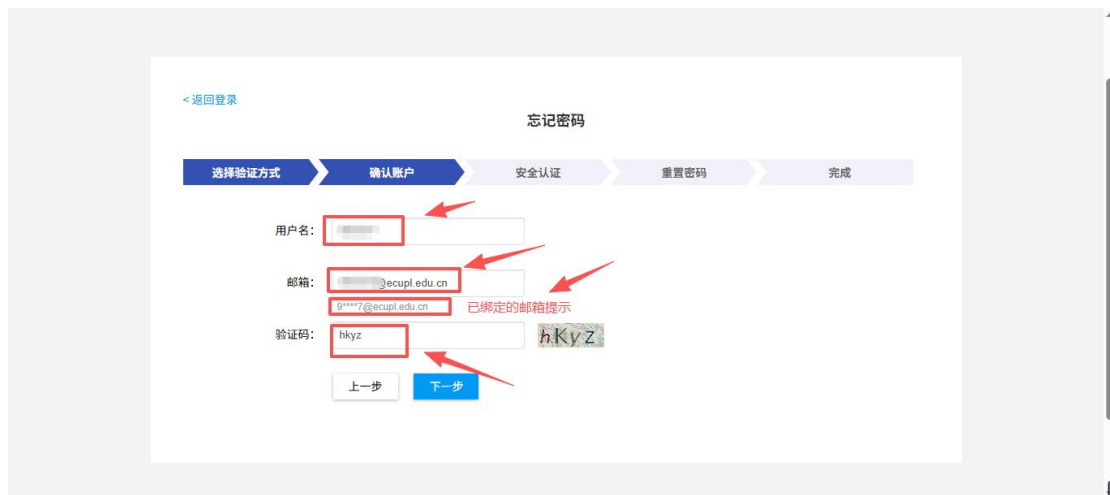 <返回登录
忘记密码
选择验证方式 确认账户 安全认证 重置密码 完成
用户名：
邮箱： @ecupl.edu.cn
9****7@ecupl.edu.cn 已绑定的邮箱提示
验证码： hkyz hKyZ
上一步 下一步